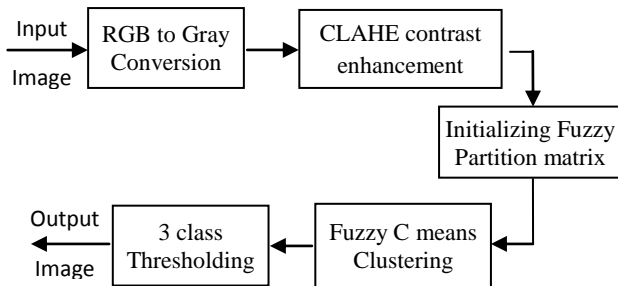 Input
Image
RGB to Gray
Conversion
CLAHE contrast
enhancement
Initializing Fuzzy
Partition matrix
Fuzzy C means
Clustering
3 class
Thresholding
Output
Image